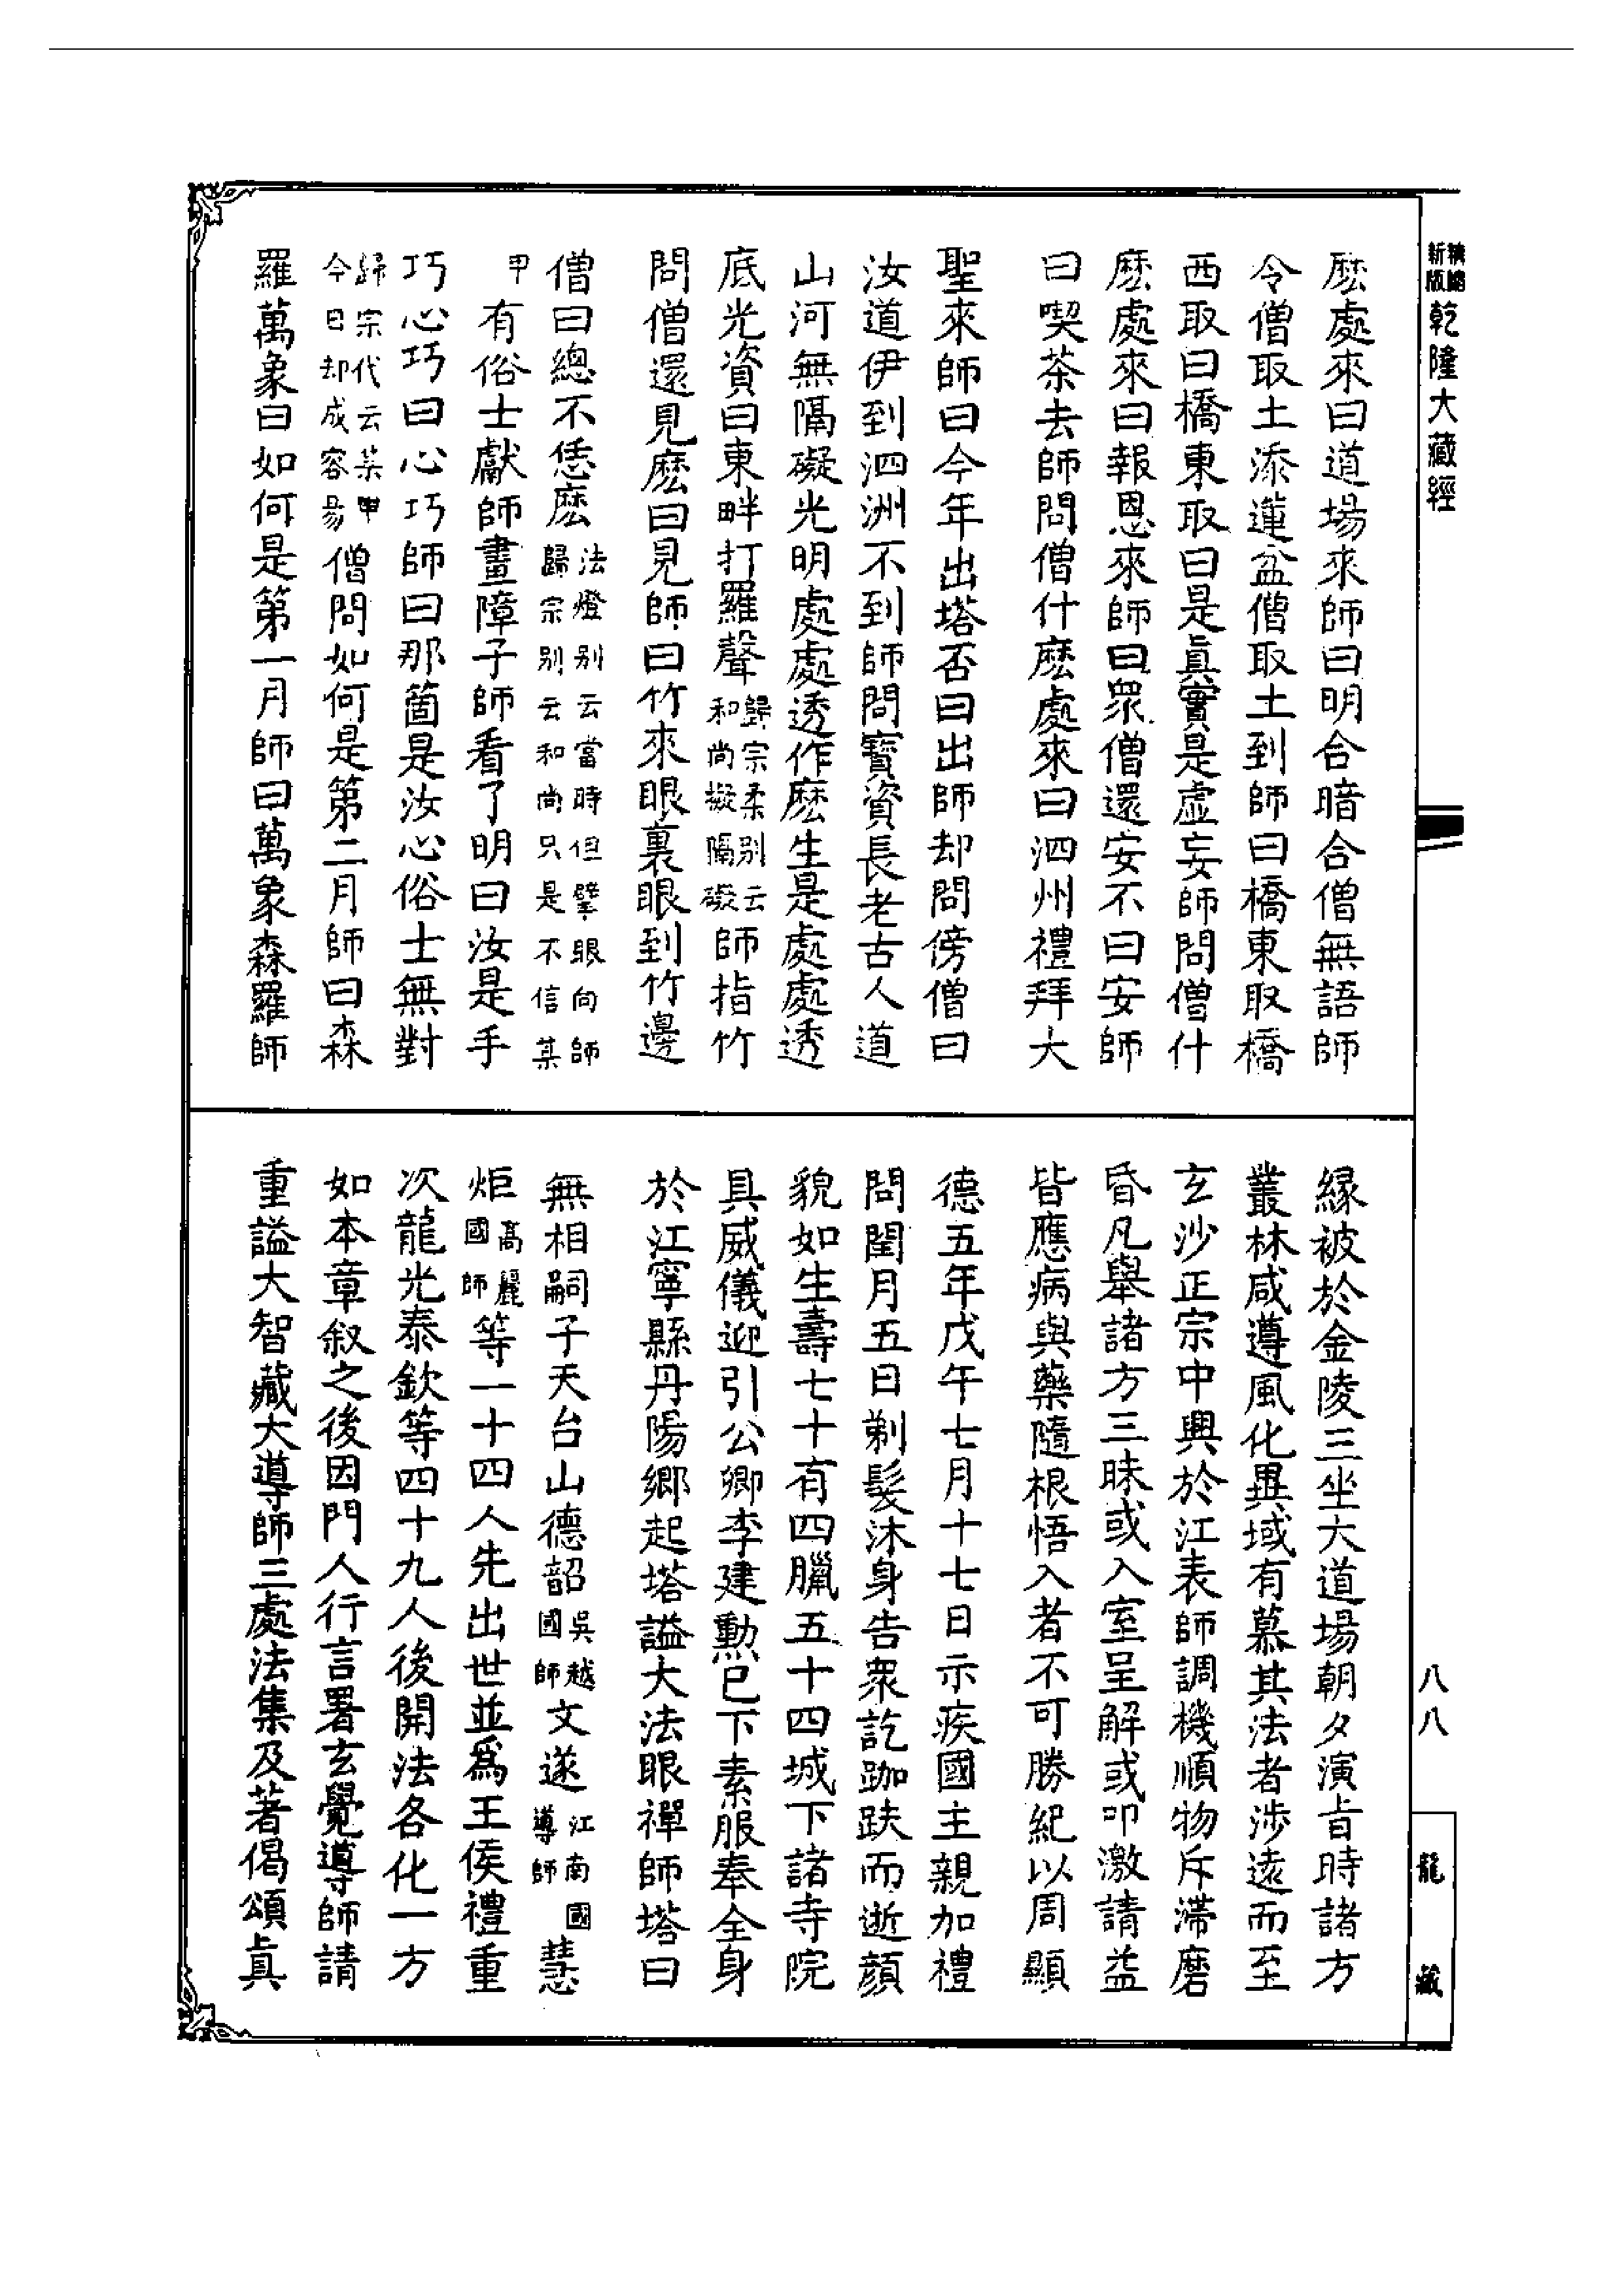 新版 乾隆大藏經
麽處來曰道場來師曰明合暗合僧無語師
令僧取土添蓮盆僧取土到師曰橋東取橋
西取曰橋東取曰是眞實是虛妄師問僧什
麽處來曰報恩來師曰眾僧還安不曰安師
曰喫茶去師問僧什麽處來曰泗州禮拜大
聖來師曰今年出塔否曰出師却問傍僧曰
汝道伊到泗洲不到師問寳資長老古人道
山河無隔礙光明處處透作麽生是處處透
底光資曰東畔打羅聲歸宗柔別云和尚擬隔礙師指竹
問僧還見麽曰見師曰竹來眼裏眼到竹邊
僧曰總不恁麽法燈別云當時但擘眼向師歸宗別云和尚只是不信某
甲有俗士獻師畫障子師看了明曰汝是手
巧心巧曰心巧師曰那箇是汝心俗士無對
歸宗代云某甲今日却成容易僧問如何是第二月師曰森
羅萬象曰如何是第一月師曰萬象森羅師
緣被於金陵三坐大道場朝夕演旨時諸方
叢林咸遵風化異域有慕其法者涉遠而至
玄沙正宗中興於江表師調機順物斥滯磨
昏凡舉諸方三昧或入室呈解或叩激請益
皆應病與藥隨根悟入者不可勝紀以周顯
德五年戊午七月十七日示疾國主親加禮
問閏月五日剃髮沐身告眾訖跏趺而逝顏
貌如生壽七十有四臘五十四城下諸寺院
具威儀迎引公卿李建勳已下素服奉全身
於江寧縣丹陽鄉起塔謚大法眼禪師塔曰
無相嗣子天台山德韶吳越國師文遂江南國導師慧
炬高麗國師等一十四人先出世並為王侯禮重
次龍光泰欽等四十九人後開法各化一方
如本章叙之後因門人行言署玄覺導師請
重謚大智藏大導師三處法集及著偈頌眞
八八
龍藏